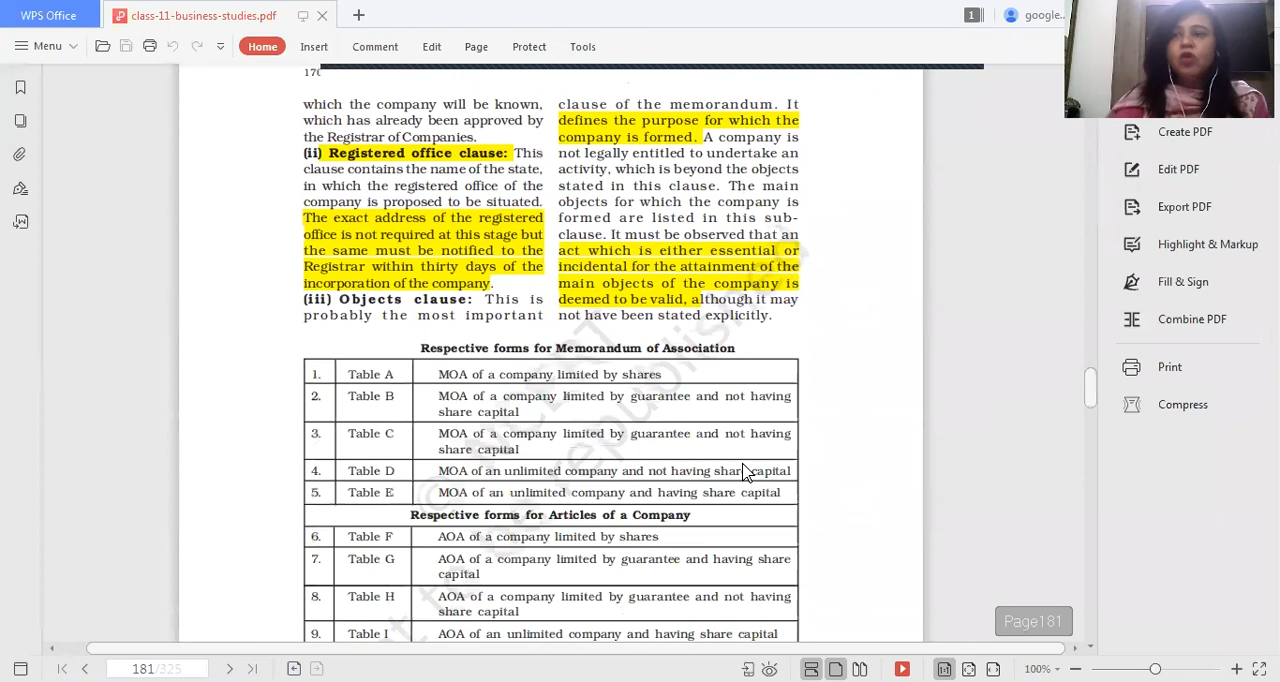 WPS Office
class-11-business-studies.pdf
1
google...
Menu
Home
Insert
Comment
Edit
Page
Protect
Tools
170
which the company will be known,
which has already been approved by
the Registrar of Companies.
(ii) Registered office clause: This
clause contains the name of the state,
in which the registered office of the
company is proposed to be situated.
The exact address of the registered
office is not required at this stage but
the same must be notified to the
Registrar within thirty days of the
incorporation of the company.
(iii) Objects clause: This is
probably the most important
clause of the memorandum. It
defines the purpose for which the
company is formed. A company is
not legally entitled to undertake an
activity, which is beyond the objects
stated in this clause. The main
objects for which the company is
formed are listed in this sub-
clause. It must be observed that an
act which is either essential or
incidental for the attainment of the
main objects of the company is
deemed to be valid, although it may
not have been stated explicitly.
Respective forms for Memorandum of Association
1. Table A MOA of a company limited by shares
2. Table B MOA of a company limited by guarantee and not having
share capital
3. Table C MOA of a company limited by guarantee and not having
share capital
4. Table D MOA of an unlimited company and not having share capital
5. Table E MOA of an unlimited company and having share capital
Respective forms for Articles of a Company
6. Table F AOA of a company limited by shares
7. Table G AOA of a company limited by guarantee and having share
capital
8. Table H AOA of a company limited by guarantee and not having
share capital
9. Table I AOA of an unlimited company and having share capital
© NCERT
not to be republished
Create PDF
Edit PDF
Export PDF
Highlight & Markup
Fill & Sign
Combine PDF
Print
Compress
Page181
181/325
100%